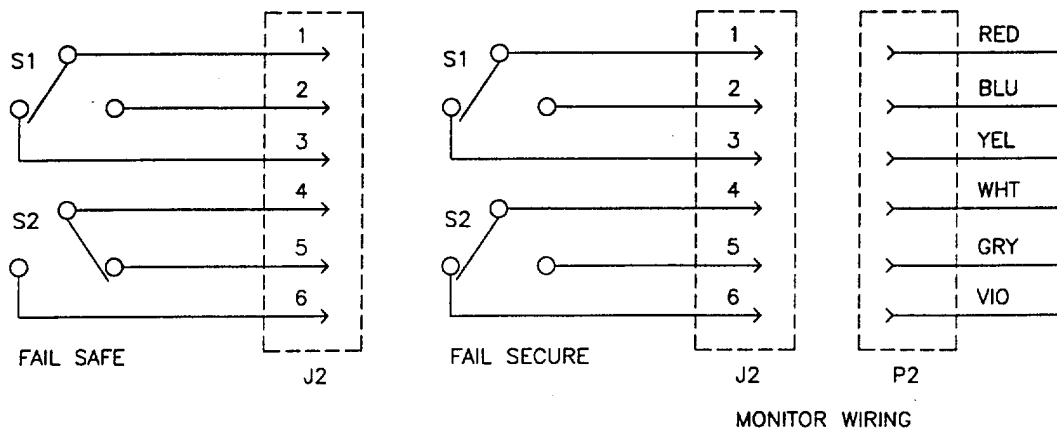 S1
1
2
3
S2
4
5
6
FAIL SAFE
J2
S1
1
2
3
S2
4
5
6
FAIL SECURE
J2
RED
BLU
YEL
WHT
GRY
VIO
P2
MONITOR WIRING